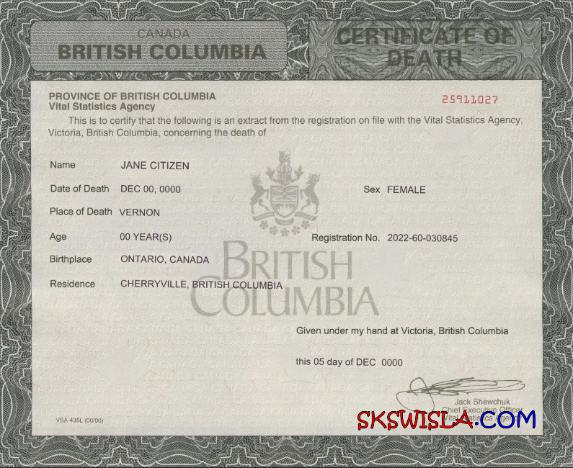 CANADA
BRITISH COLUMBIA
CERTIFICATE OF
DEATH
PROVINCE OF BRITISH COLUMBIA
Vital Statistics Agency
25911027
This is to certify that the following is an extract from the registration on file with the Vital Statistics Agency,
Victoria, British Columbia, concerning the death of
Name JANE CITIZEN
Date of Death DEC 00, 0000 Sex FEMALE
Place of Death VERNON
Age 00 YEAR(S) Registration No. 2022-60-030845
Birthplace ONTARIO, CANADA
Residence CHERRYVILLE, BRITISH COLUMBIA
BRITISH
COLUMBIA
Given under my hand at Victoria, British Columbia
this 05 day of DEC 0000
Jack Shewchuk
Chief Executive Officer
Vital Statistics Agency
VSA 435L (00/00)
SKSWISLA.COM